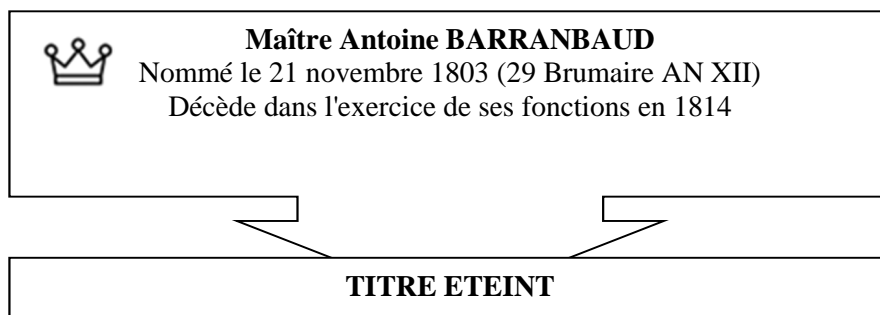 Maître Antoine BARRANBAUD
Nommé le 21 novembre 1803 (29 Brumaire AN XII)
Décède dans l'exercice de ses fonctions en 1814
TITRE ETEINT